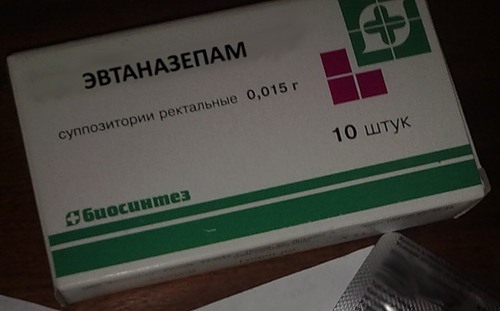 ЭВТАНАЗЕПАМ
суппозитории ректальные 0,015 г
10 штук
биосинтез